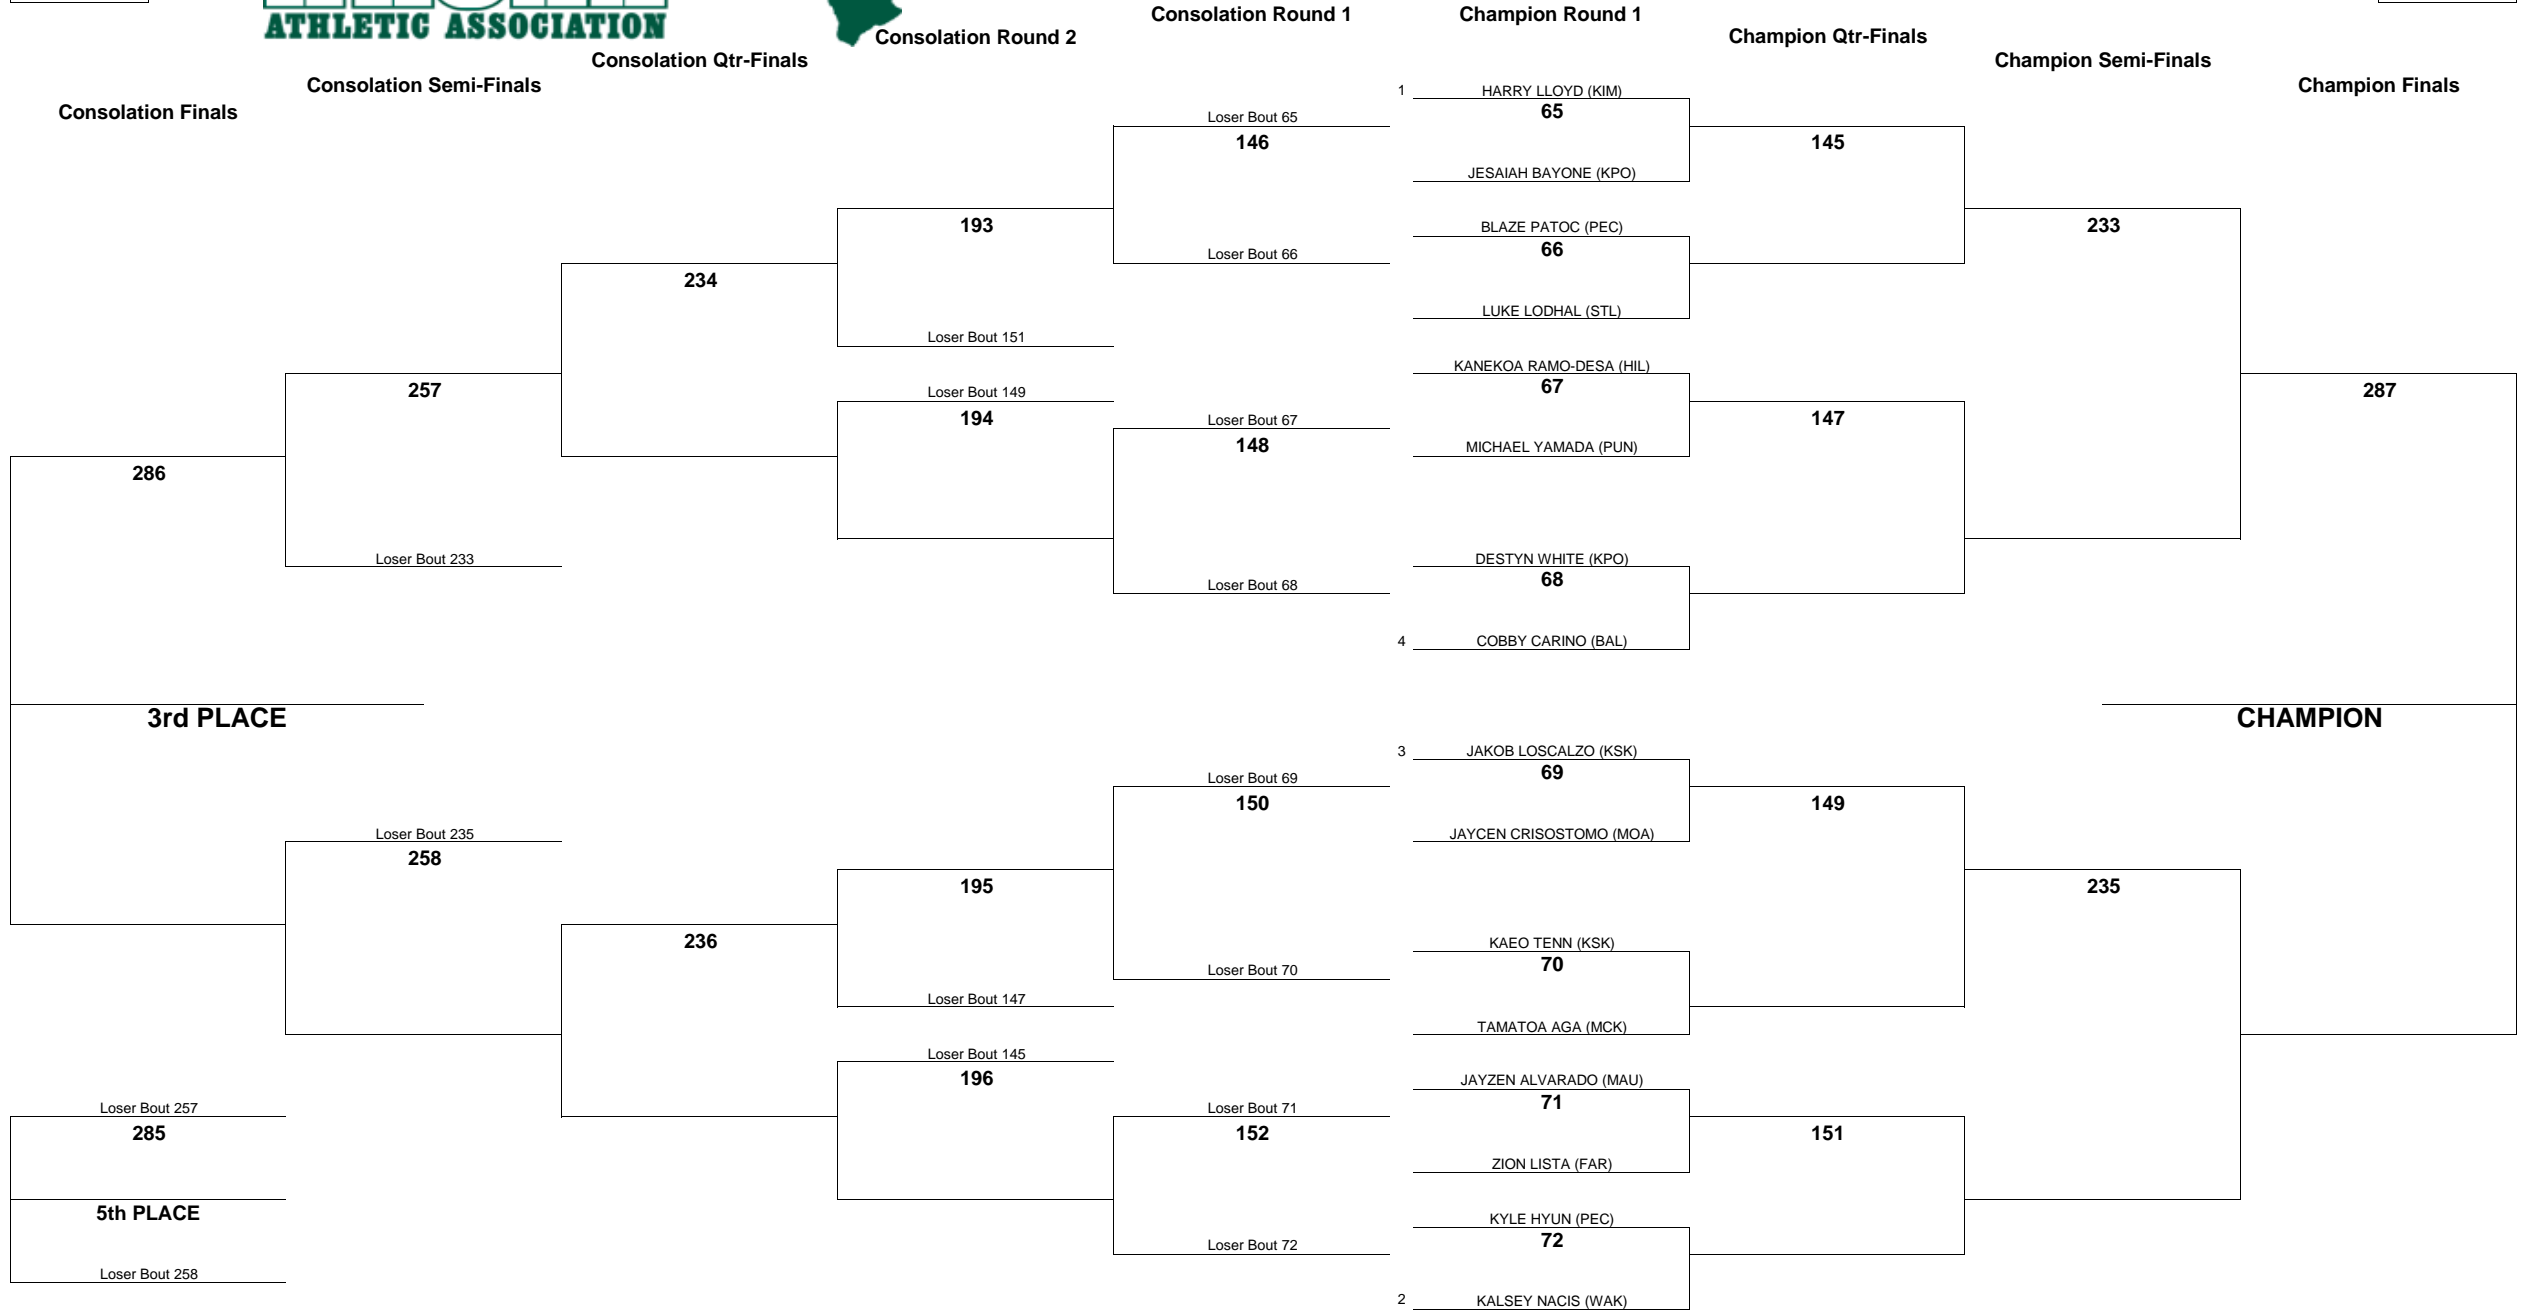 ATHLETIC ASSOCIATION
Consolation Finals
Consolation Semi-Finals
Consolation Qtr-Finals
Consolation Round 2
Consolation Round 1
Champion Round 1
Champion Qtr-Finals
Champion Semi-Finals
Champion Finals
1 HARRY LLOYD (KIM)
65
JESAIAH BAYONE (KPO)
BLAZE PATOC (PEC)
66
LUKE LODHAL (STL)
KANEKOA RAMO-DESA (HIL)
67
MICHAEL YAMADA (PUN)
DESTYN WHITE (KPO)
68
4 COBBY CARINO (BAL)
3 JAKOB LOSCALZO (KSK)
69
JAYCEN CRISOSTOMO (MOA)
KAEO TENN (KSK)
70
TAMATOA AGA (MCK)
JAYZEN ALVARADO (MAU)
71
ZION LISTA (FAR)
KYLE HYUN (PEC)
72
2 KALSEY NACIS (WAK)
145
147
149
151
233
235
287
CHAMPION
Loser Bout 65
146
Loser Bout 66
Loser Bout 67
148
Loser Bout 68
Loser Bout 69
150
Loser Bout 70
Loser Bout 71
152
Loser Bout 72
193
Loser Bout 151
Loser Bout 149
194
195
Loser Bout 147
Loser Bout 145
196
234
236
257
Loser Bout 233
Loser Bout 235
258
286
3rd PLACE
Loser Bout 257
285
5th PLACE
Loser Bout 258